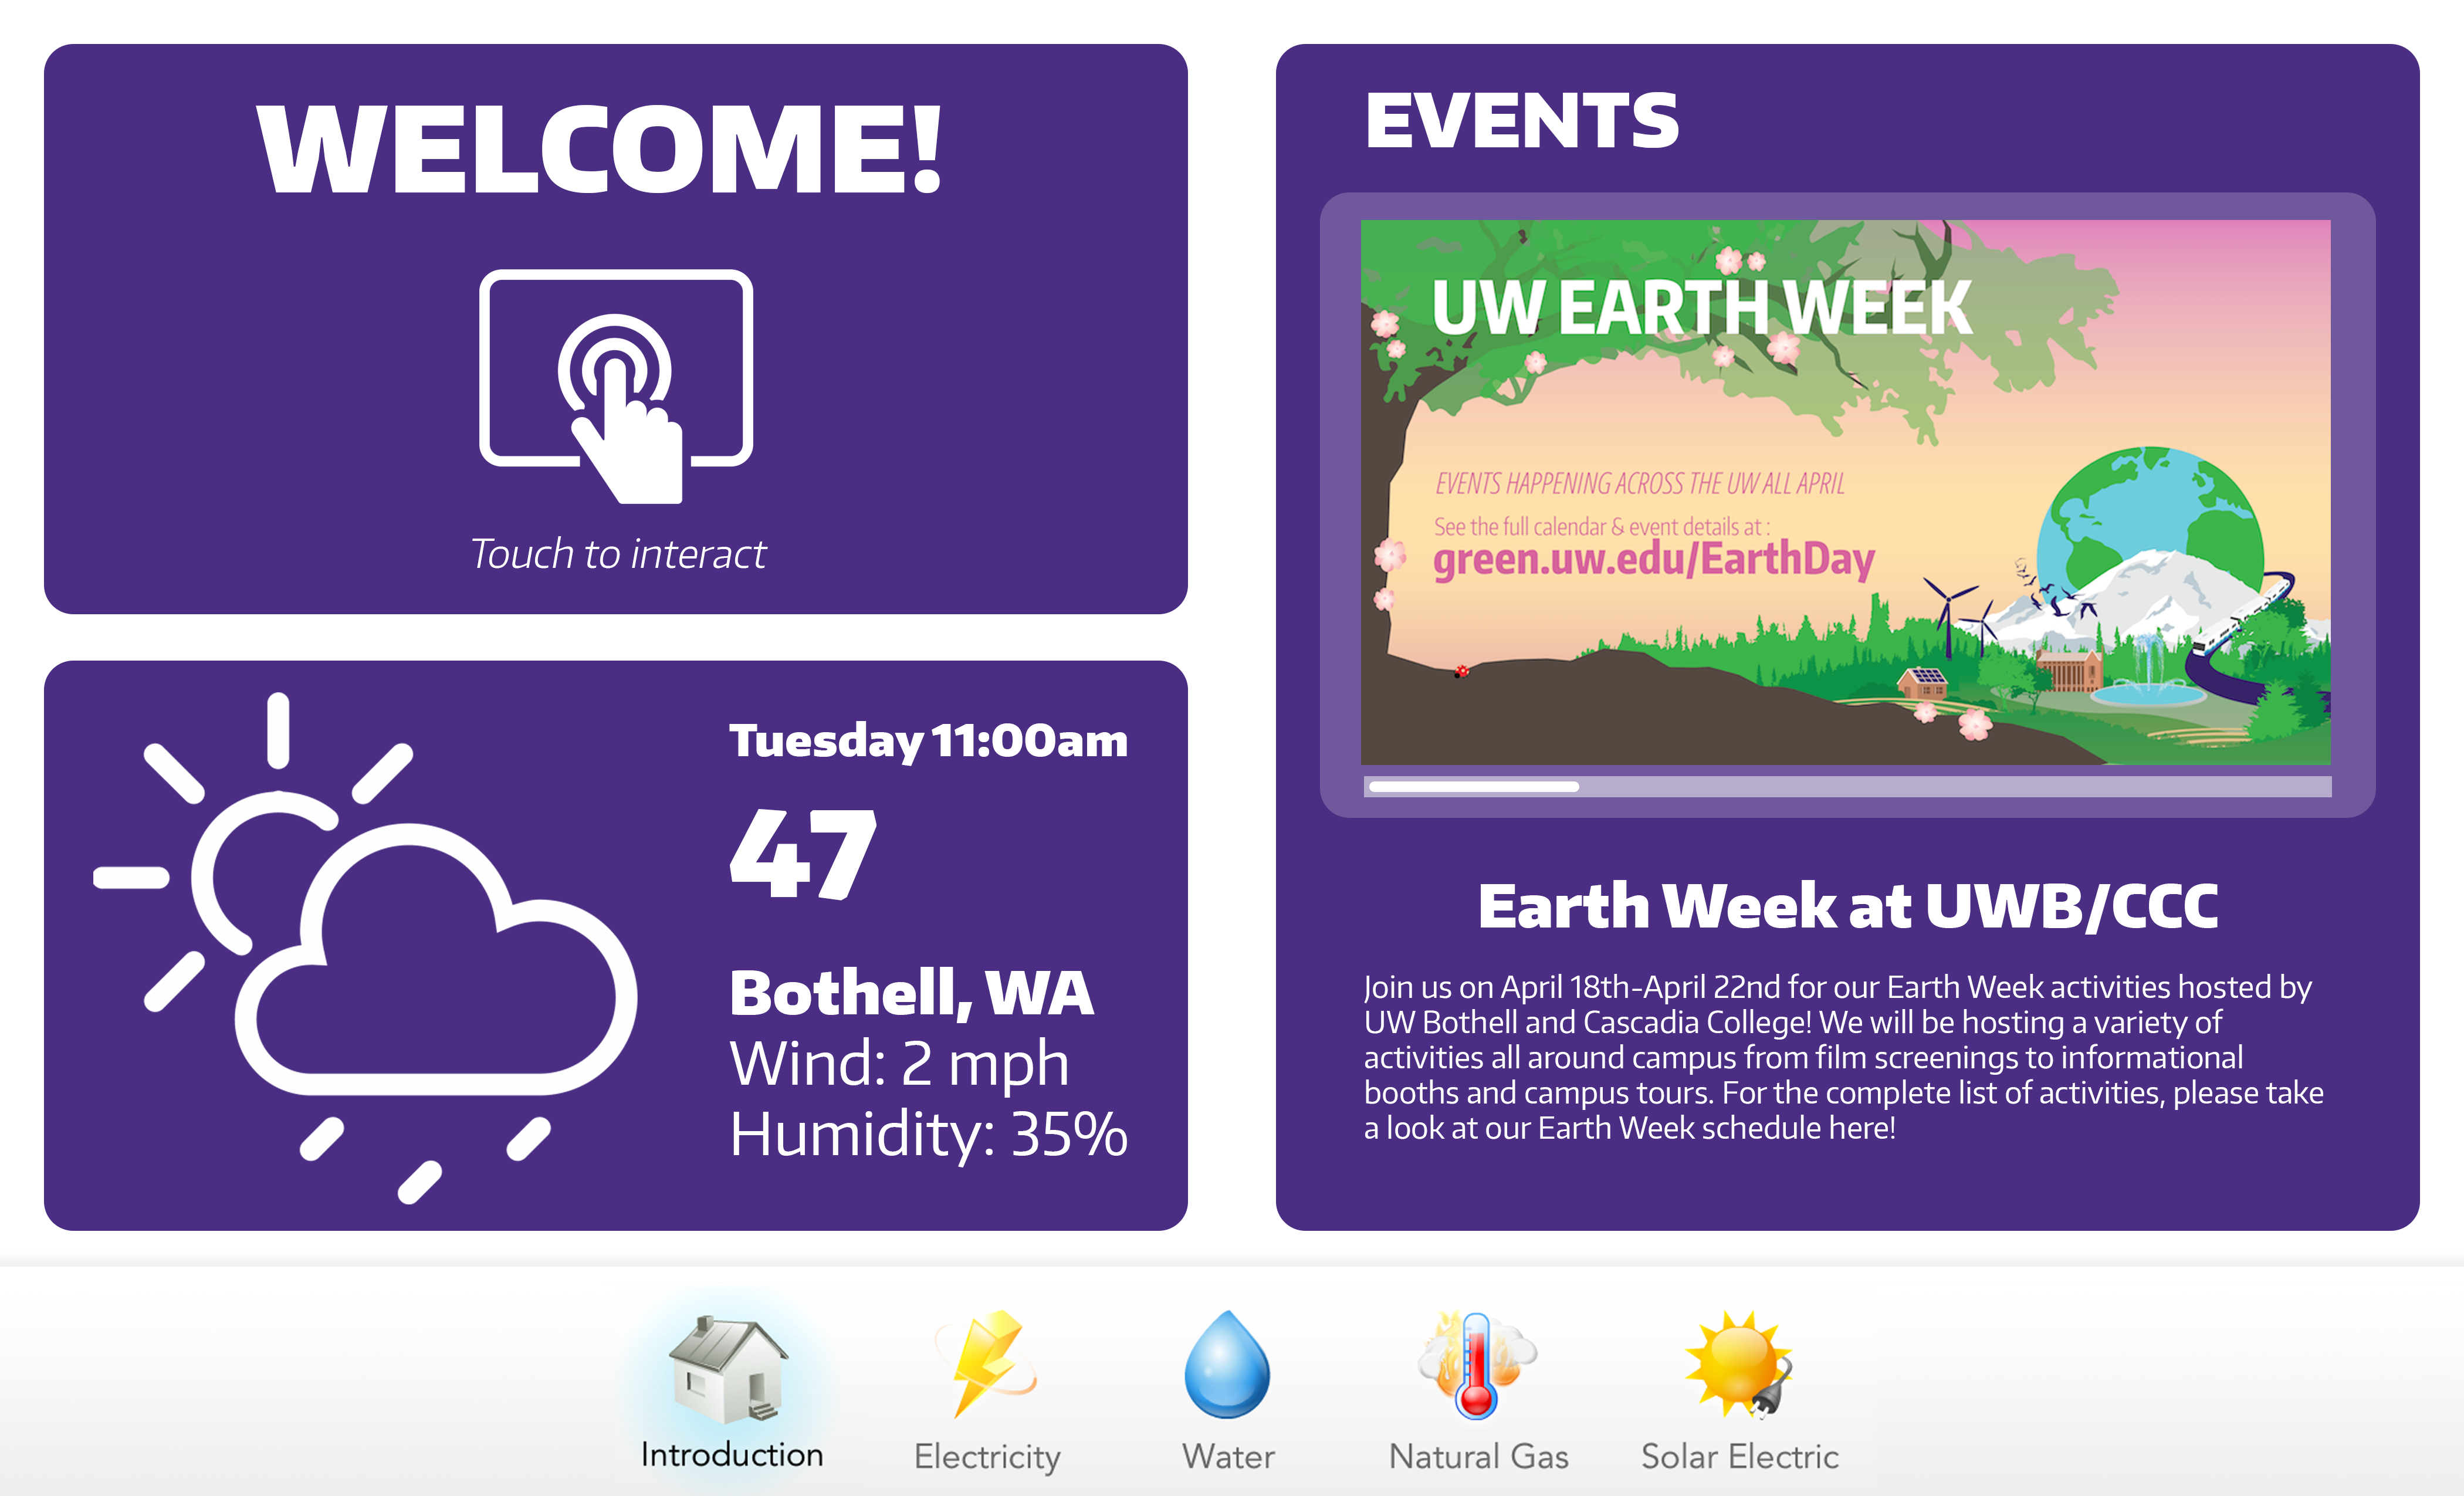 WELCOME!
Touch to interact
Tuesday 11:00am
47
Bothell, WA
Wind: 2 mph
Humidity: 35%
EVENTS
UW EARTH WEEK
EVENTS HAPPENING ACROSS THE UW ALL APRIL
See the full calendar & event details at :
green.uw.edu/EarthDay
Earth Week at UWB/CCC
Join us on April 18th-April 22nd for our Earth Week activities hosted by
UW Bothell and Cascadia College! We will be hosting a variety of
activities all around campus from film screenings to informational
booths and campus tours. For the complete list of activities, please take
a look at our Earth Week schedule here!
Introduction
Electricity
Water
Natural Gas
Solar Electric